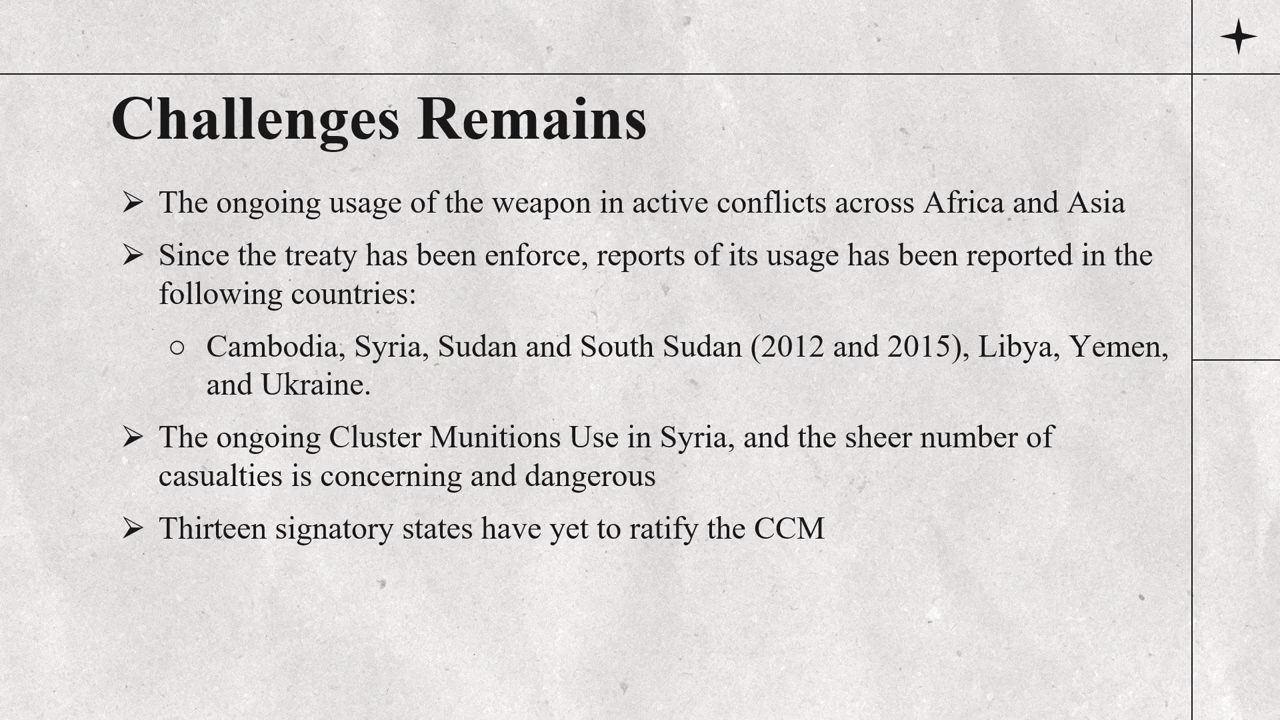 Challenges Remains
➢ The ongoing usage of the weapon in active conflicts across Africa and Asia
➢ Since the treaty has been enforce, reports of its usage has been reported in the
following countries:
○ Cambodia, Syria, Sudan and South Sudan (2012 and 2015), Libya, Yemen,
and Ukraine.
➢ The ongoing Cluster Munitions Use in Syria, and the sheer number of
casualties is concerning and dangerous
➢ Thirteen signatory states have yet to ratify the CCM